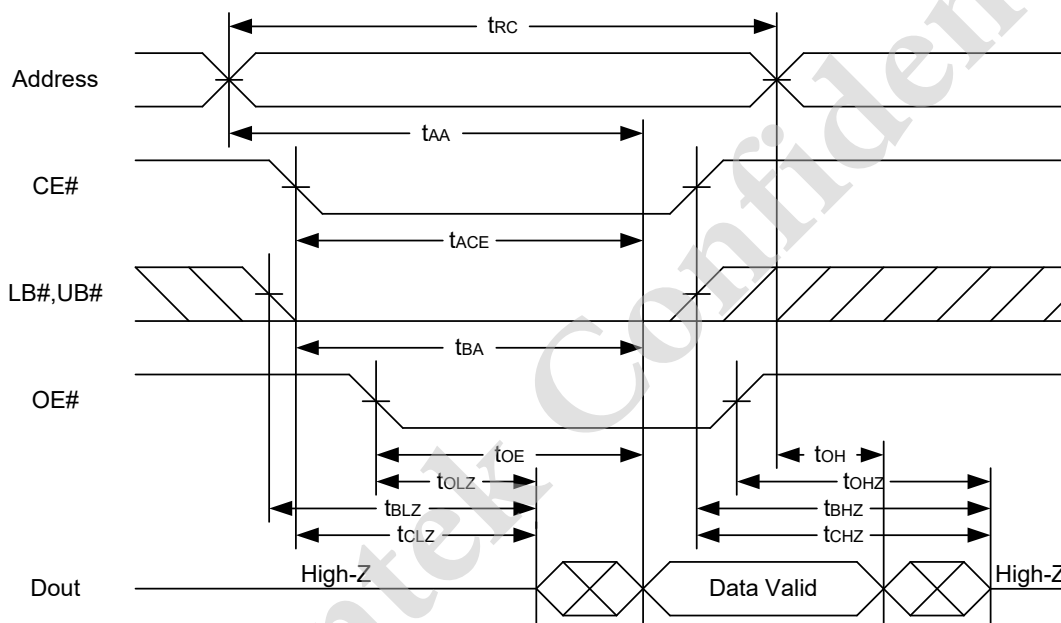 tRC
Address
tAA
CE#
tACE
LB#,UB#
tBA
OE#
tOE
tOH
tOLZ
tOHZ
tBLZ
tBHZ
tCLZ
tCHZ
High-Z
High-Z
Dout
Data Valid